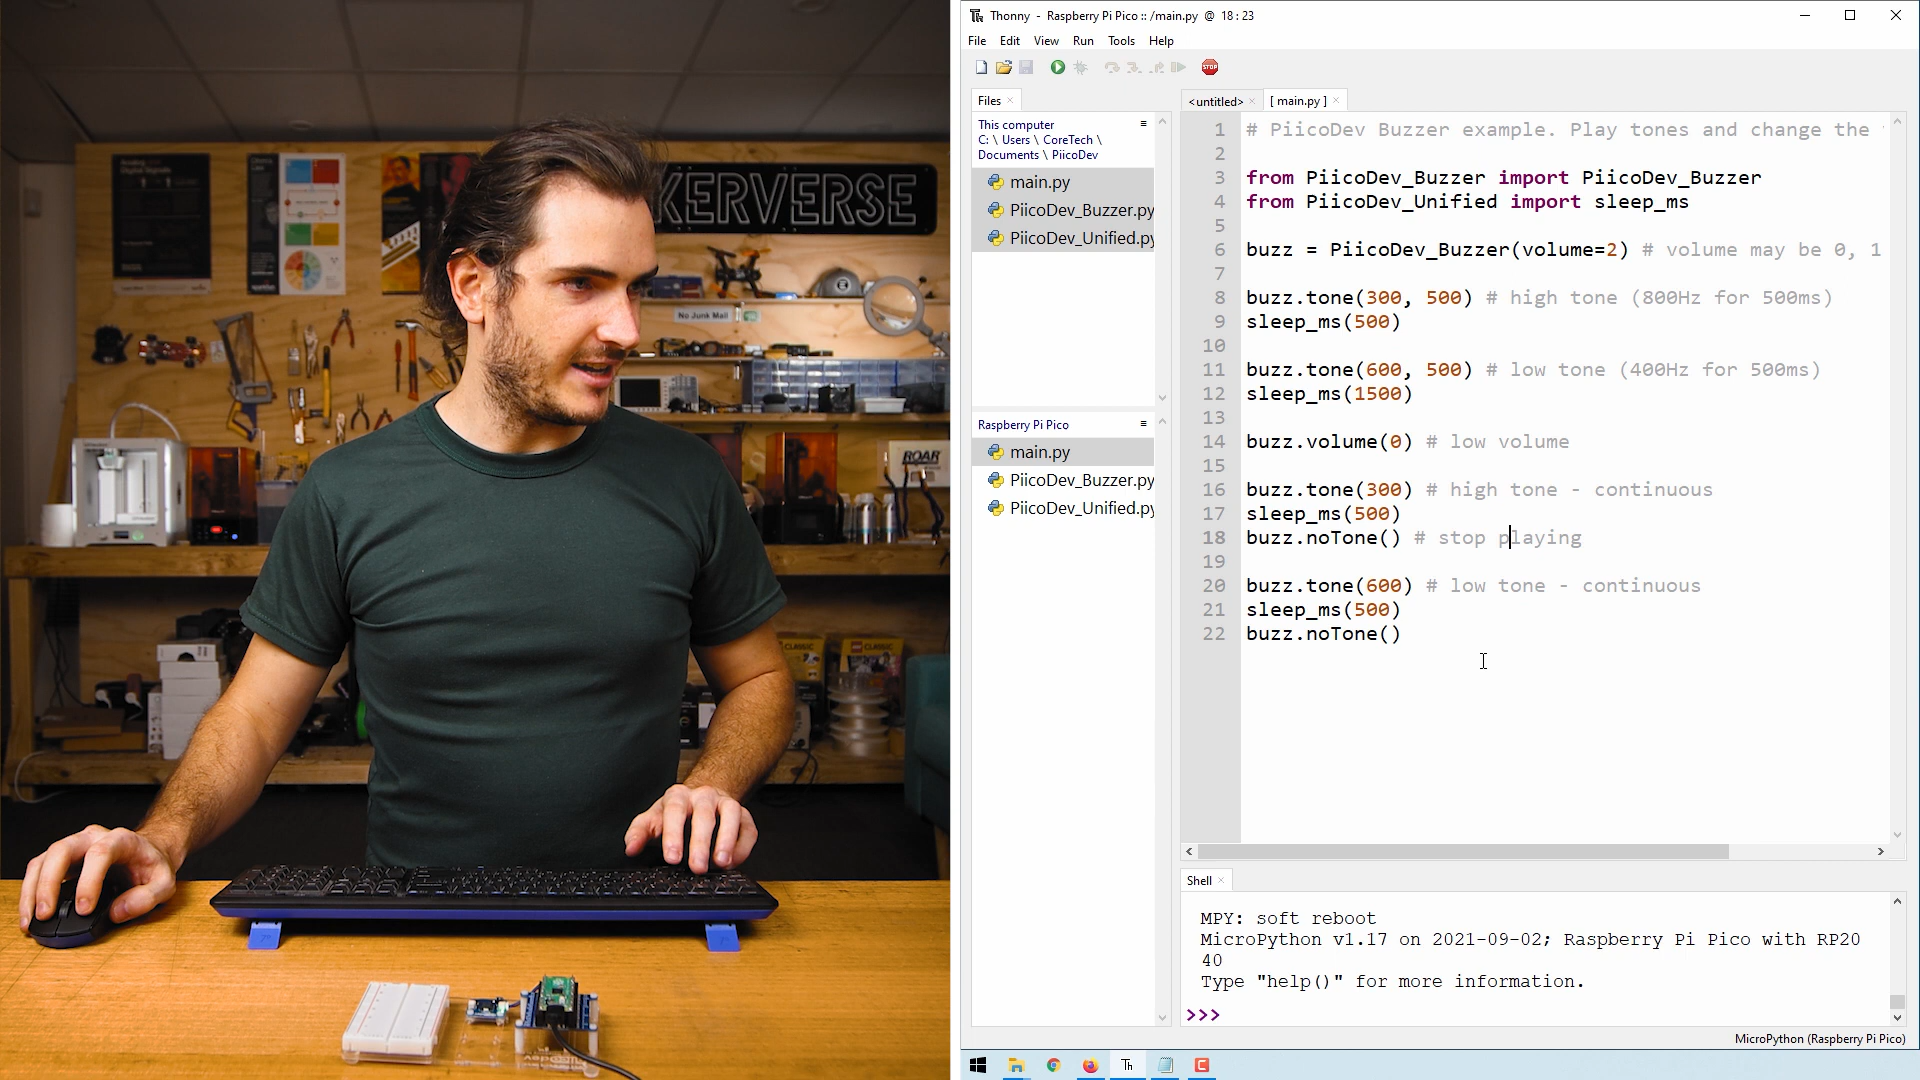 KERVERSE
No Junk Mail
ROAR
CLASSIC
CLASSIC
Thonny - Raspberry Pi Pico :: /main.py @ 18 : 23
File Edit View Run Tools Help
STOP
Files
This computer
C: \ Users \ CoreTech \
Documents \ PiicoDev
main.py
PiicoDev_Buzzer.py
PiicoDev_Unified.py
Raspberry Pi Pico
main.py
PiicoDev_Buzzer.py
PiicoDev_Unified.py
<untitled> [ main.py ]
1 # PiicoDev Buzzer example. Play tones and change the
2
3 from PiicoDev_Buzzer import PiicoDev_Buzzer
4 from PiicoDev_Unified import sleep_ms
5
6 buzz = PiicoDev_Buzzer(volume=2) # volume may be 0, 1
7
8 buzz.tone(300, 500) # high tone (800Hz for 500ms)
9 sleep_ms(500)
10
11 buzz.tone(600, 500) # low tone (400Hz for 500ms)
12 sleep_ms(1500)
13
14 buzz.volume(0) # low volume
15
16 buzz.tone(300) # high tone - continuous
17 sleep_ms(500)
18 buzz.noTone() # stop playing
19
20 buzz.tone(600) # low tone - continuous
21 sleep_ms(500)
22 buzz.noTone()
Shell
MPY: soft reboot
MicroPython v1.17 on 2021-09-02; Raspberry Pi Pico with RP20
40
Type "help()" for more information.
>>>
MicroPython (Raspberry Pi Pico)
Th